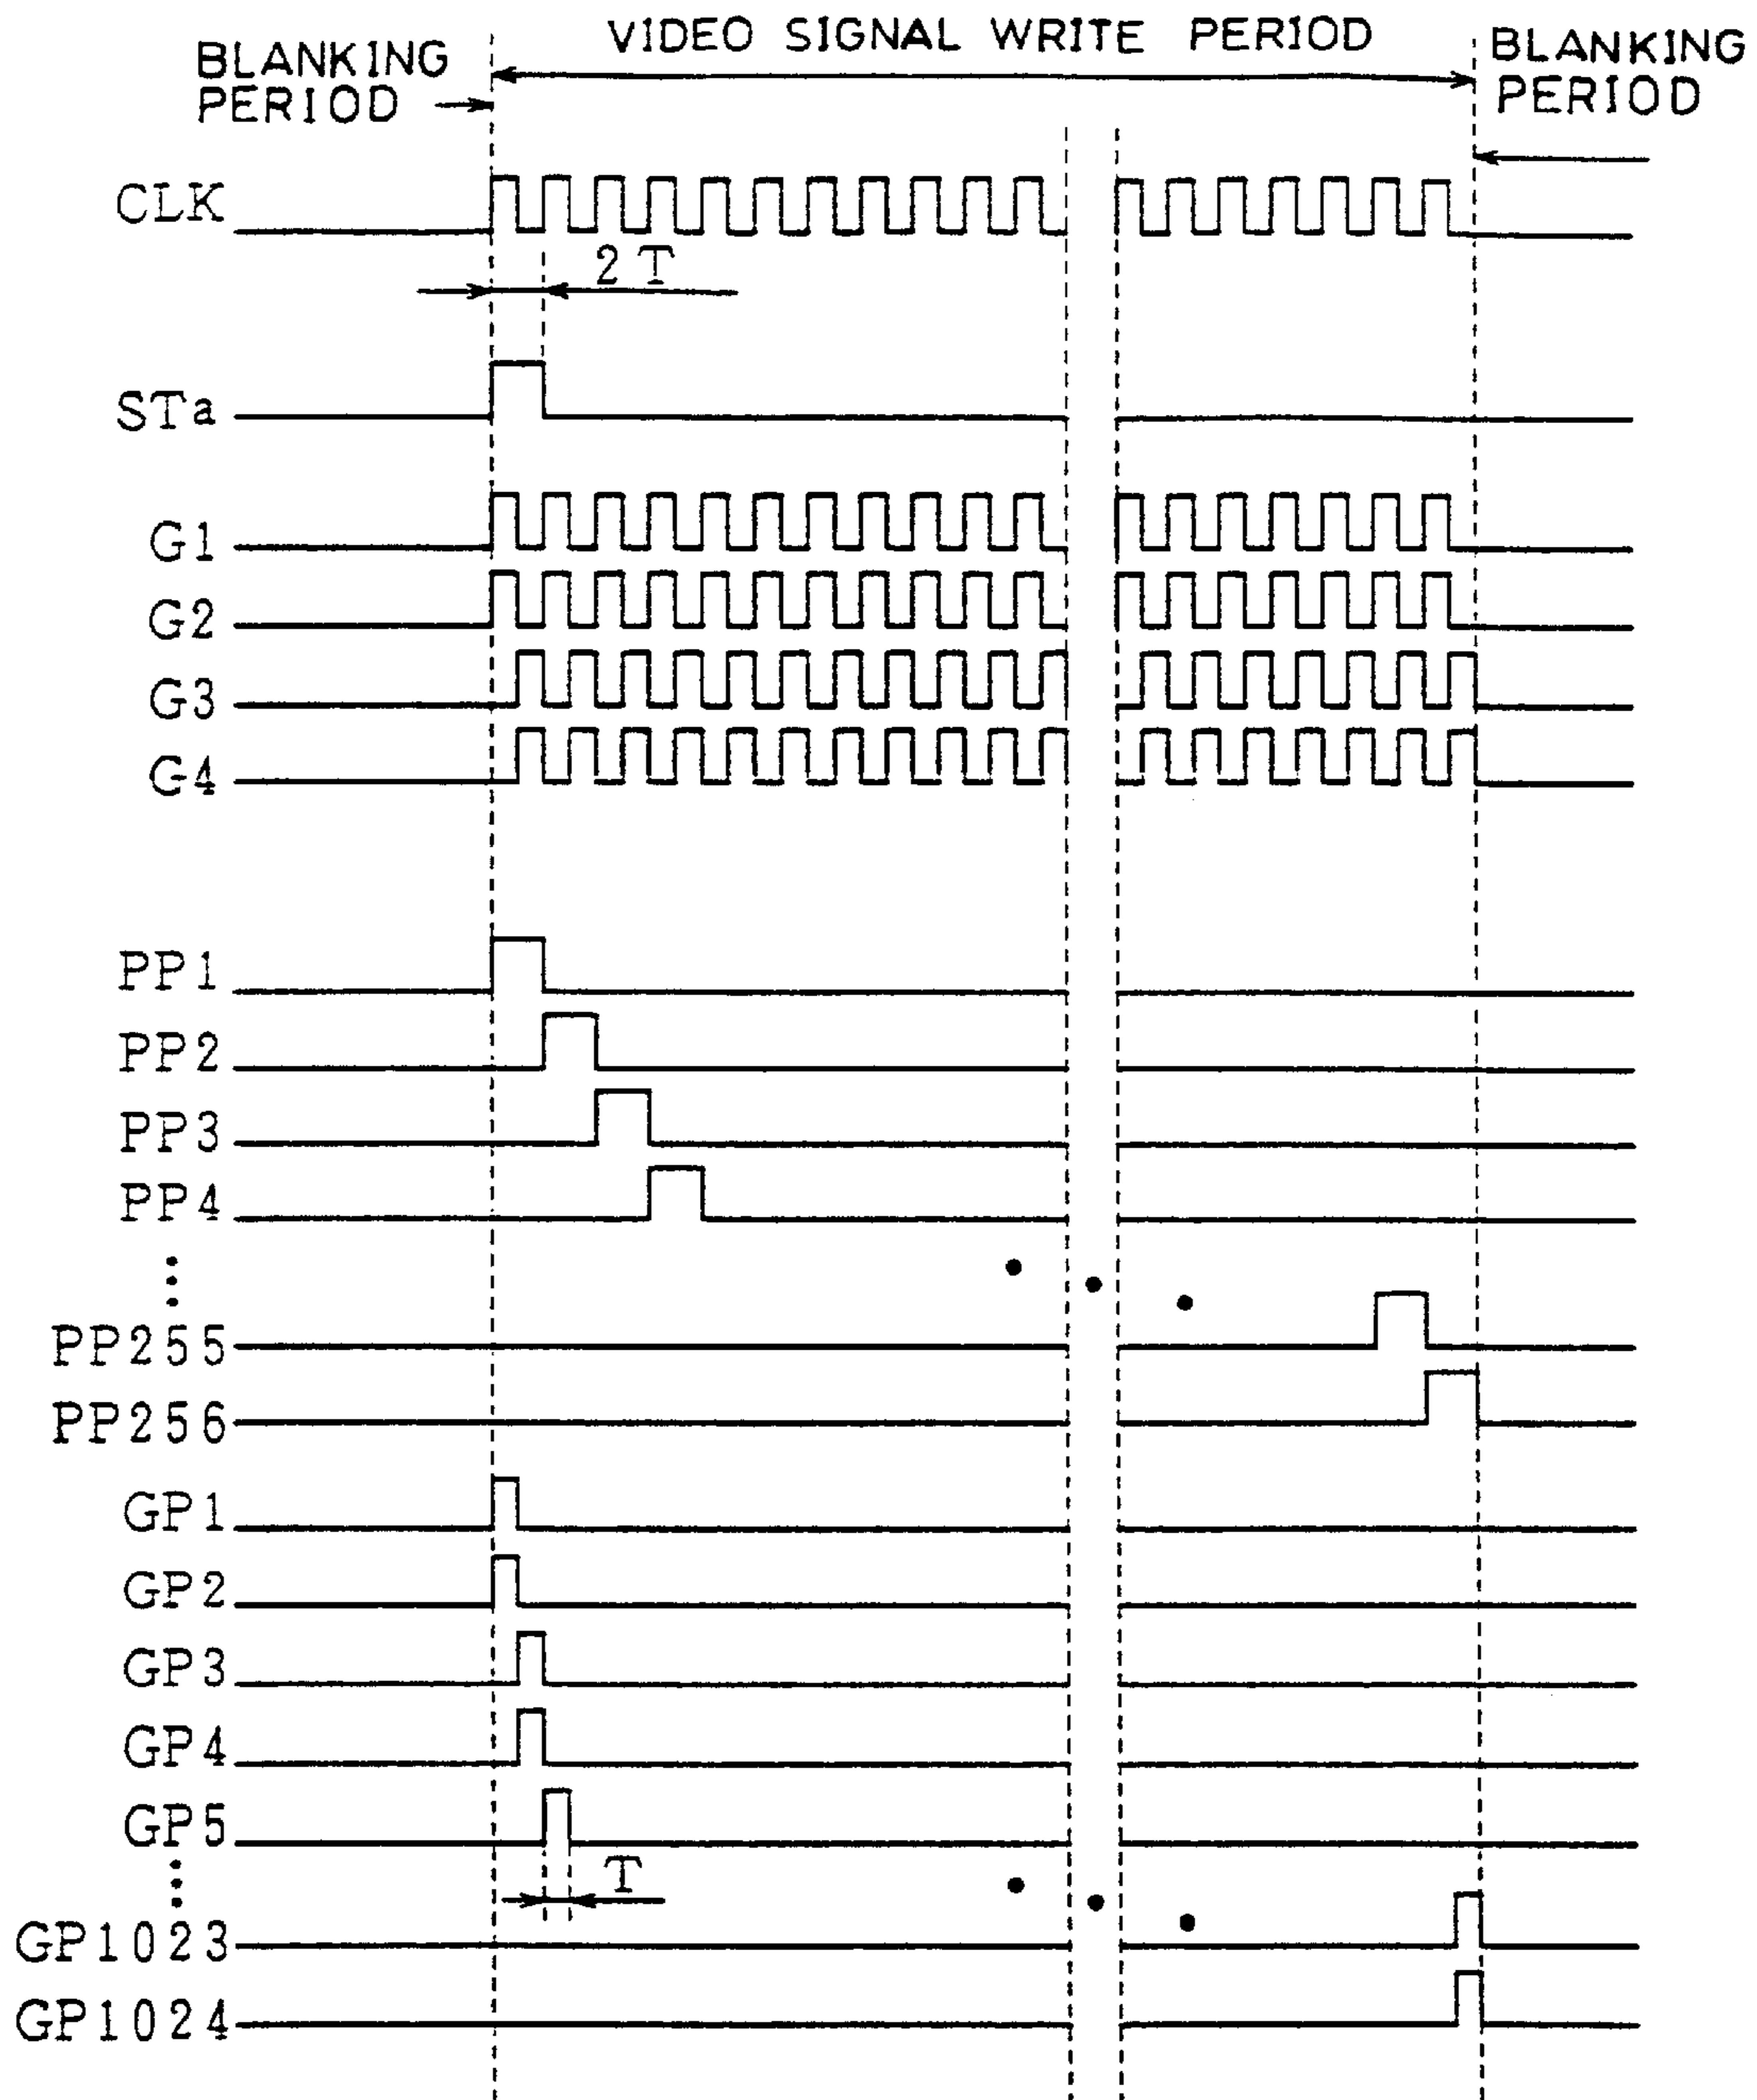 VIDEO SIGNAL WRITE PERIOD
BLANKING
PERIOD
BLANKING
PERIOD
CLK
2T
STa
G1
G2
G3
G4
PP1
PP2
PP3
PP4
PP255
PP256
GP1
GP2
GP3
GP4
GP5
T
GP1023
GP1024